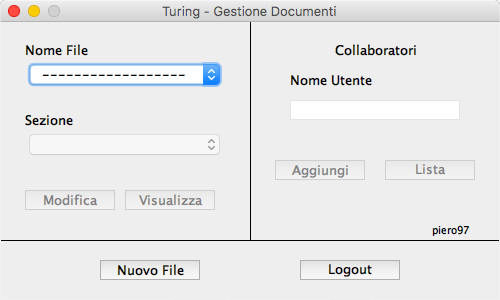 Turing - Gestione Documenti
Nome File
------------------
Sezione
Modifica
Visualizza
Collaboratori
Nome Utente
Aggiungi
Lista
piero97
Nuovo File
Logout